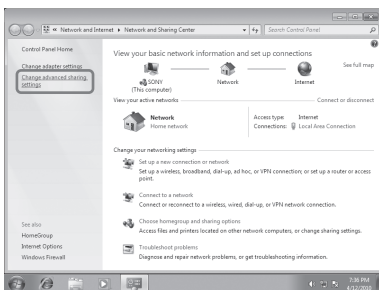 Network and Internet ▸ Network and Sharing Center
Search Control Panel
Control Panel Home
Change adapter settings
Change advanced sharing
settings
See also
HomeGroup
Internet Options
Windows Firewall
View your basic network information and set up connections
See full map
SONY
(This computer)
Network
Internet
View your active networks
Connect or disconnect
Network
Home network
Access type: Internet
Connections: Local Area Connection
Change your networking settings
Set up a new connection or network
Set up a wireless, broadband, dial-up, ad hoc, or VPN connection; or set up a router or access
point.
Connect to a network
Connect or reconnect to a wireless, wired, dial-up, or VPN network connection.
Choose homegroup and sharing options
Access files and printers located on other network computers, or change sharing settings.
Troubleshoot problems
Diagnose and repair network problems, or get troubleshooting information.
7:36 PM
4/12/2010